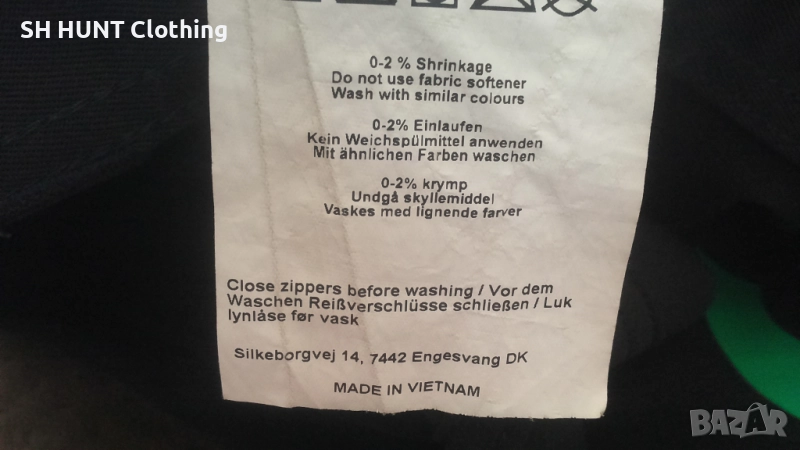 SH HUNT Clothing
0-2 % Shrinkage
Do not use fabric softener
Wash with similar colours
0-2% Einlaufen
Kein Weichspülmittel anwenden
Mit ähnlichen Farben waschen
0-2% krymp
Undgå skyllemiddel
Vaskes med lignende farver
Close zippers before washing / Vor dem
Waschen Reißverschlüsse schließen / Luk
lynlåse før vask
Silkeborgvej 14, 7442 Engesvang DK
MADE IN VIETNAM
BAZAR